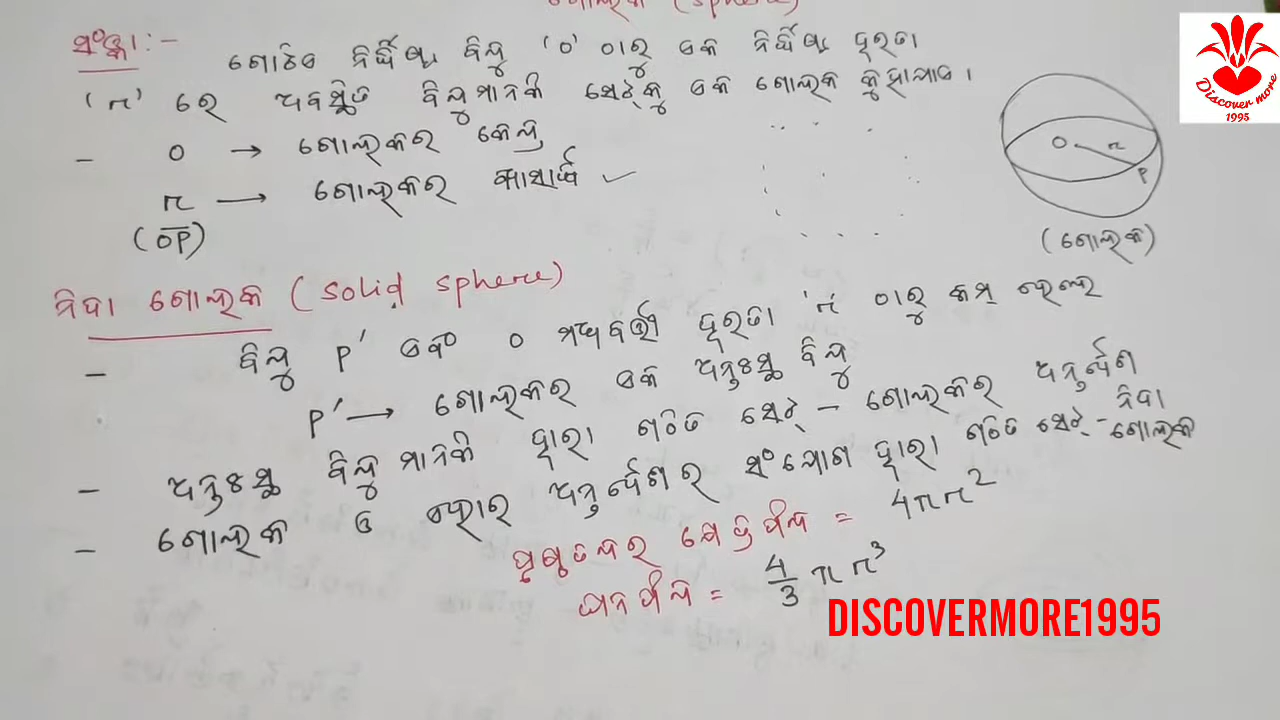 ଗୋଲକ (sphere)
ସଂଜ୍ଞା:-
ଗୋଟିଏ ନିର୍ଦ୍ଦିଷ୍ଟ ବିନ୍ଦୁ 'O' ଠାରୁ ଏକ ନିର୍ଦ୍ଦିଷ୍ଟ ଦୂରତା
'r' ରେ ଅବସ୍ଥିତ ବିନ୍ଦୁମାନଙ୍କ ସେଟ୍‌କୁ ଏକ ଗୋଲକ କୁହାଯାଏ ।
- O → ଗୋଲକର କେନ୍ଦ୍ର
r → ଗୋଲକର ବ୍ୟାସାର୍ଦ୍ଧ ✓
(OP)
O r P
(ଗୋଲକ)
ନିଦା ଗୋଲକ (solid sphere)
- ବିନ୍ଦୁ P' ଏବଂ O ମଧ୍ୟବର୍ତ୍ତୀ ଦୂରତା 'r' ଠାରୁ କମ୍ ହେଲେ
P' → ଗୋଲକର ଏକ ଅନ୍ତଃସ୍ଥ ବିନ୍ଦୁ
- ଅନ୍ତଃସ୍ଥ ବିନ୍ଦୁମାନଙ୍କ ଦ୍ୱାରା ଗଠିତ ସେଟ୍ - ଗୋଲକର ଅନ୍ତର୍ଦେଶ
- ଗୋଲକ ଓ ଏହାର ଅନ୍ତର୍ଦେଶର ସଂଯୋଗ ଦ୍ୱାରା ଗଠିତ ସେଟ୍ - ନିଦା ଗୋଲକ
ପୃଷ୍ଠତଳର କ୍ଷେତ୍ରଫଳ = 4πr²
ଘନଫଳ = 4/3 πr³
Discover more
1995
DISCOVERMORE1995